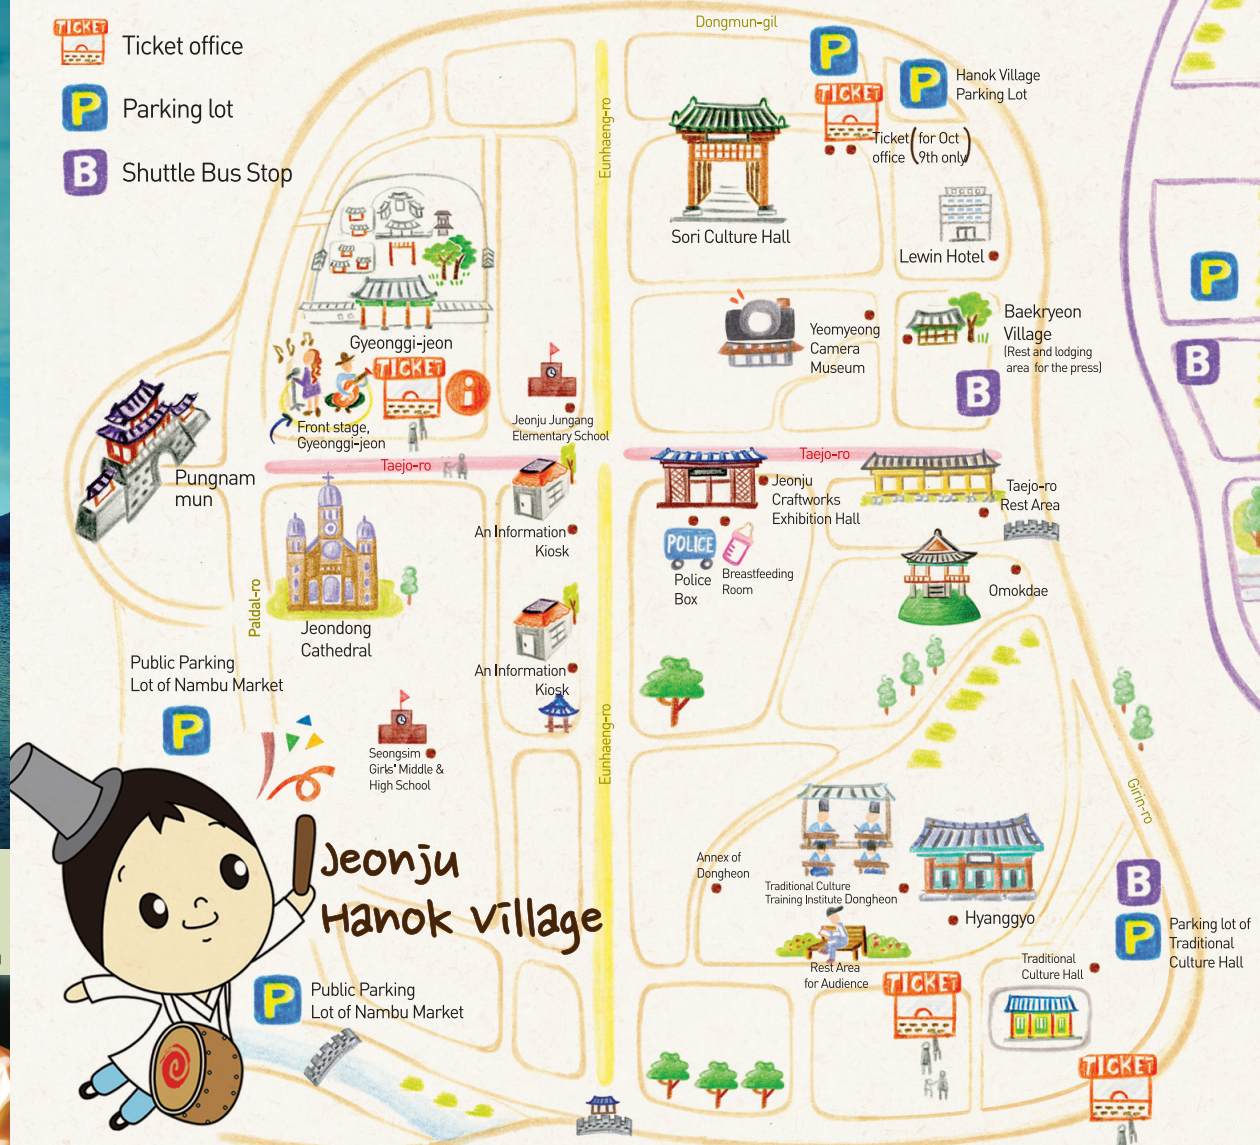 TICKET
Ticket office
P
Parking lot
B
Shuttle Bus Stop
Dongmun-gil
Eunhaeng-ro
P
P
Hanok Village
Parking Lot
TICKET
Ticket (for Oct
office 9th only)
Sori Culture Hall
Lewin Hotel
P
Gyeonggi-jeon
Yeomyeong
Camera
Museum
Baekryeon
Village
(Rest and lodging
area for the press)
B
B
TICKET
i
Front stage,
Gyeonggi-jeon
Jeonju Jungang
Elementary School
Taejo-ro
Taejo-ro
Pungnam
mun
Jeonju
Craftworks
Exhibition Hall
Taejo-ro
Rest Area
An Information
Kiosk
POLICE
Police
Box
Breastfeeding
Room
Omokdae
Paldal-ro
Jeondong
Cathedral
An Information
Kiosk
Public Parking
Lot of Nambu Market
P
Eunhaeng-ro
Seongsim
Girls' Middle &
High School
Girin-ro
Jeonju
Hanok Village
Annex of
Dongheon
Traditional Culture
Training Institute Dongheon
Hyanggyo
B
P
Parking lot of
Traditional
Culture Hall
Rest Area
for Audience
Traditional
Culture Hall
TICKET
P
Public Parking
Lot of Nambu Market
TICKET